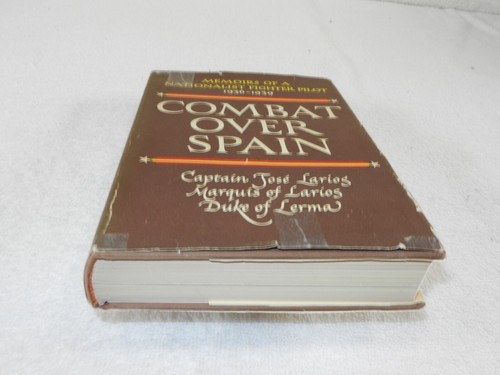 MEMOIRS OF A
NATIONALIST FIGHTER PILOT
1936-1939
COMBAT
OVER
SPAIN
Captain José Larios
Marquis of Larios
Duke of Lerma